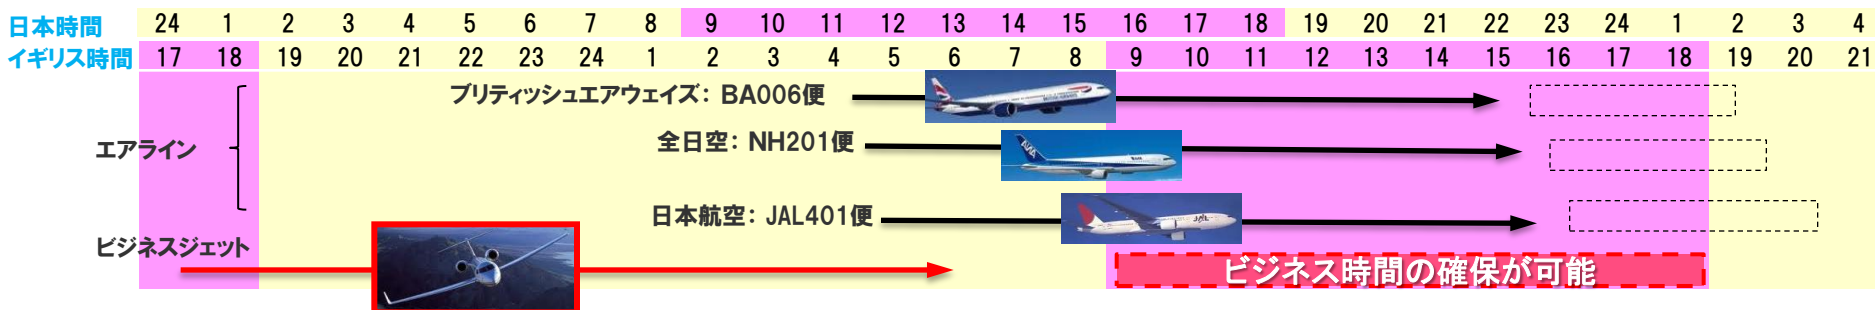 日本時間 24 1 2 3 4 5 6 7 8 9 10 11 12 13 14 15 16 17 18 19 20 21 22 23 24 1 2 3 4
イギリス時間 17 18 19 20 21 22 23 24 1 2 3 4 5 6 7 8 9 10 11 12 13 14 15 16 17 18 19 20 21
ブリティッシュエアウェイズ： BA006便
全日空： NH201便
エアライン
日本航空： JAL401便
ビジネスジェット
ビジネス時間の確保が可能